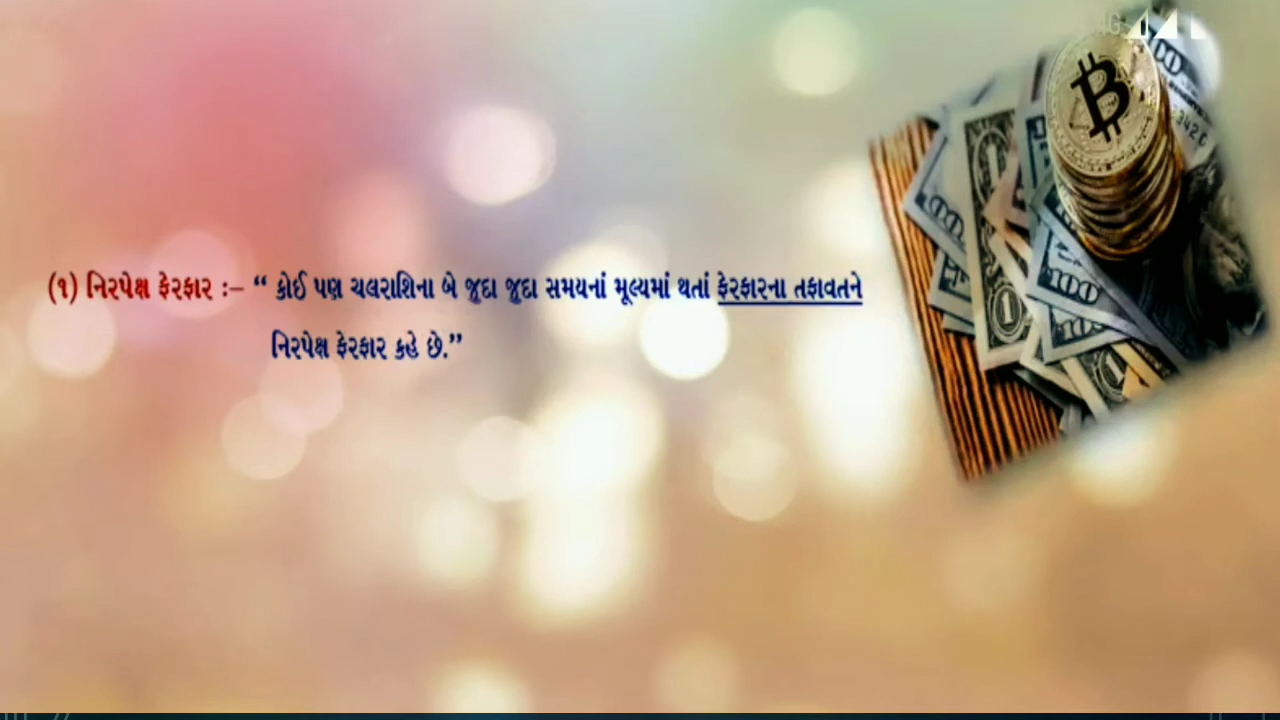 (૧) નિરપેક્ષ ફેરફાર :– “ કોઈ પણ ચલરાશિના બે જૂદા જૂદા સમયનાં મૂલ્યમાં થતાં ફેરફારના તફાવતને
નિરપેક્ષ ફેરફાર કહે છે.”